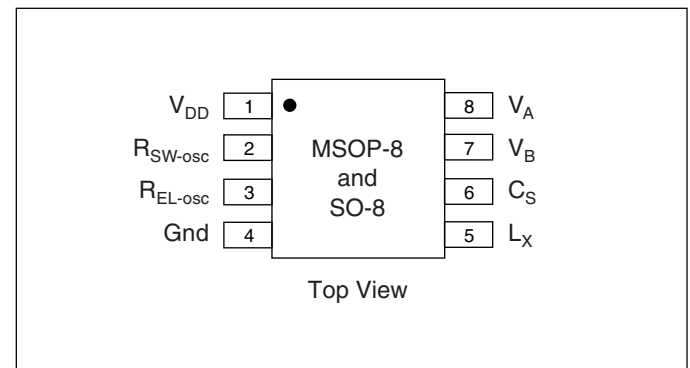 V_DD 1 8 V_A
R_SW-osc 2 MSOP-8 7 V_B
and
R_EL-osc 3 6 C_S
SO-8
Gnd 4 5 L_X
Top View